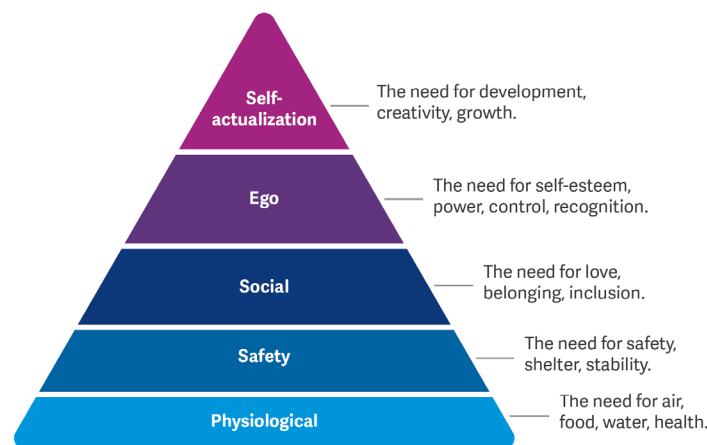 Self-
actualization
The need for development,
creativity, growth.
Ego
The need for self-esteem,
power, control, recognition.
Social
The need for love,
belonging, inclusion.
Safety
The need for safety,
shelter, stability.
Physiological
The need for air,
food, water, health.